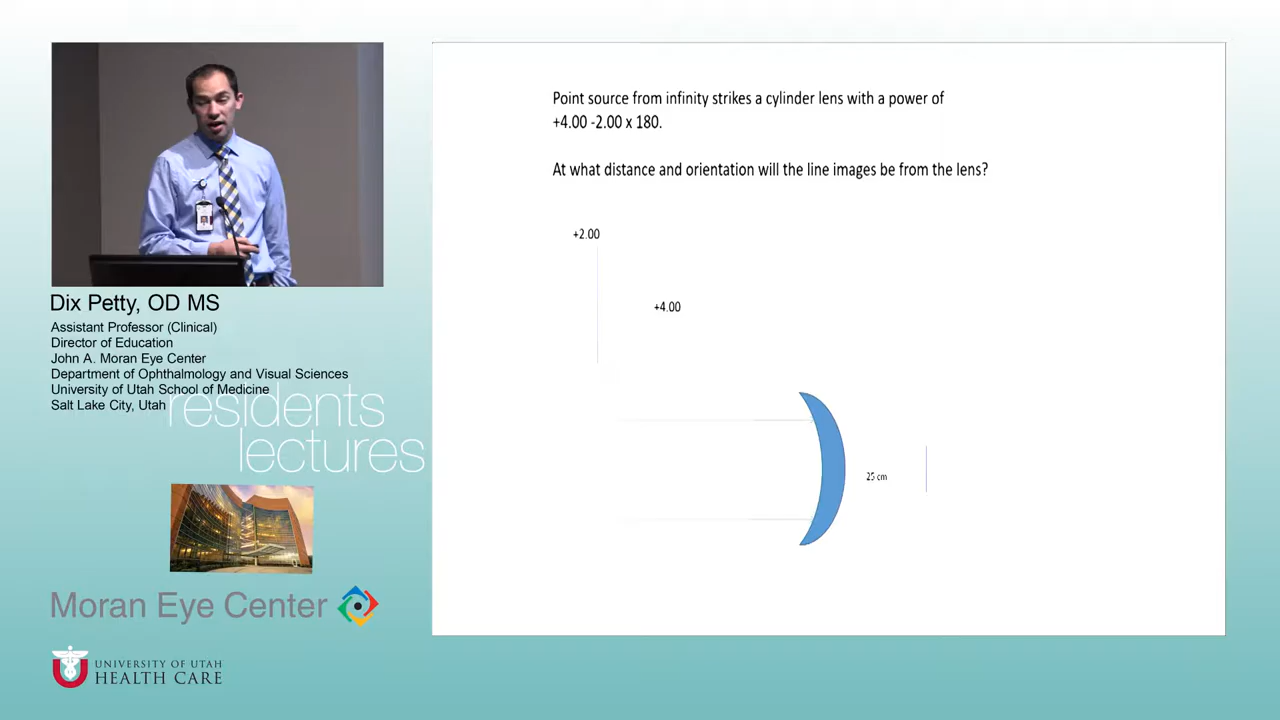 Point source from infinity strikes a cylinder lens with a power of
+4.00 -2.00 x 180.
At what distance and orientation will the line images be from the lens?
+2.00
+4.00
25 cm
Dix Petty, OD MS
Assistant Professor (Clinical)
Director of Education
John A. Moran Eye Center
Department of Ophthalmology and Visual Sciences
University of Utah School of Medicine
Salt Lake City, Utah
residents
lectures
Moran Eye Center
UNIVERSITY OF UTAH
HEALTH CARE